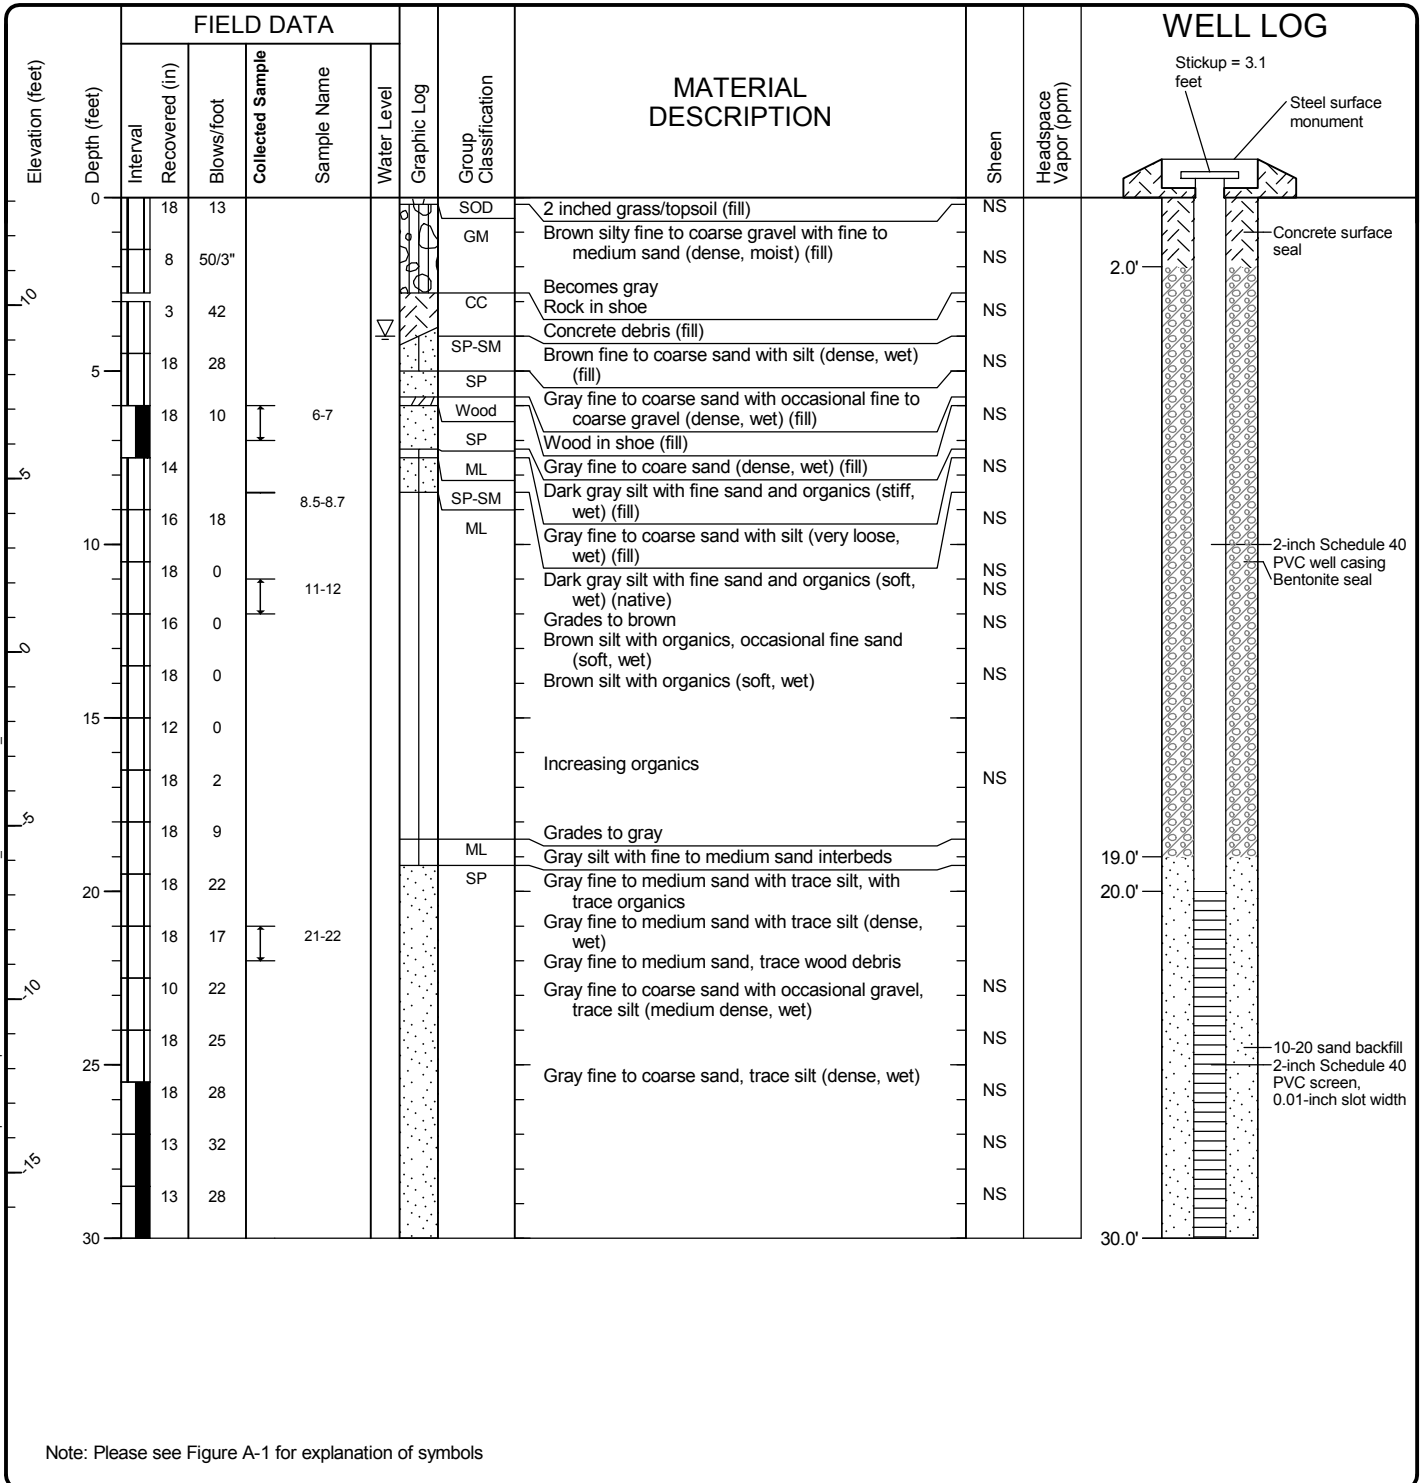 FIELD DATA
WELL LOG
Elevation (feet)
Depth (feet)
Interval
Recovered (in)
Blows/foot
Collected Sample
Sample Name
Water Level
Graphic Log
Group
Classification
MATERIAL
DESCRIPTION
Sheen
Headspace
Vapor (ppm)
Stickup = 3.1
feet
Steel surface
monument
0
18 13
SOD
2 inched grass/topsoil (fill)
NS
GM
Brown silty fine to coarse gravel with fine to
medium sand (dense, moist) (fill)
Concrete surface
seal
8 50/3"
NS
2.0'
10
Becomes gray
CC
Rock in shoe
3 42
NS
Concrete debris (fill)
SP-SM
Brown fine to coarse sand with silt (dense, wet)
(fill)
18 28
NS
5
SP
Gray fine to coarse sand with occasional fine to
coarse gravel (dense, wet) (fill)
Wood
18 10
6-7
NS
SP
Wood in shoe (fill)
5
14
ML
Gray fine to coare sand (dense, wet) (fill)
NS
Dark gray silt with fine sand and organics (stiff,
wet) (fill)
SP-SM
8.5-8.7
16 18
NS
ML
Gray fine to coarse sand with silt (very loose,
wet) (fill)
10
2-inch Schedule 40
PVC well casing
Bentonite seal
18 0
NS
Dark gray silt with fine sand and organics (soft,
wet) (native)
11-12
NS
Grades to brown
16 0
NS
Brown silt with organics, occasional fine sand
(soft, wet)
0
18 0
Brown silt with organics (soft, wet)
NS
15
12 0
Increasing organics
18 2
NS
-5
18 9
Grades to gray
ML
Gray silt with fine to medium sand interbeds
19.0'
SP
18 22
Gray fine to medium sand with trace silt, with
trace organics
20
20.0'
Gray fine to medium sand with trace silt (dense,
wet)
18 17
21-22
Gray fine to medium sand, trace wood debris
10 22
NS
-10
Gray fine to coarse sand with occasional gravel,
trace silt (medium dense, wet)
18 25
NS
10-20 sand backfill
25
2-inch Schedule 40
PVC screen,
0.01-inch slot width
Gray fine to coarse sand, trace silt (dense, wet)
18 28
NS
13 32
NS
-15
13 28
NS
30
30.0'
Note: Please see Figure A-1 for explanation of symbols